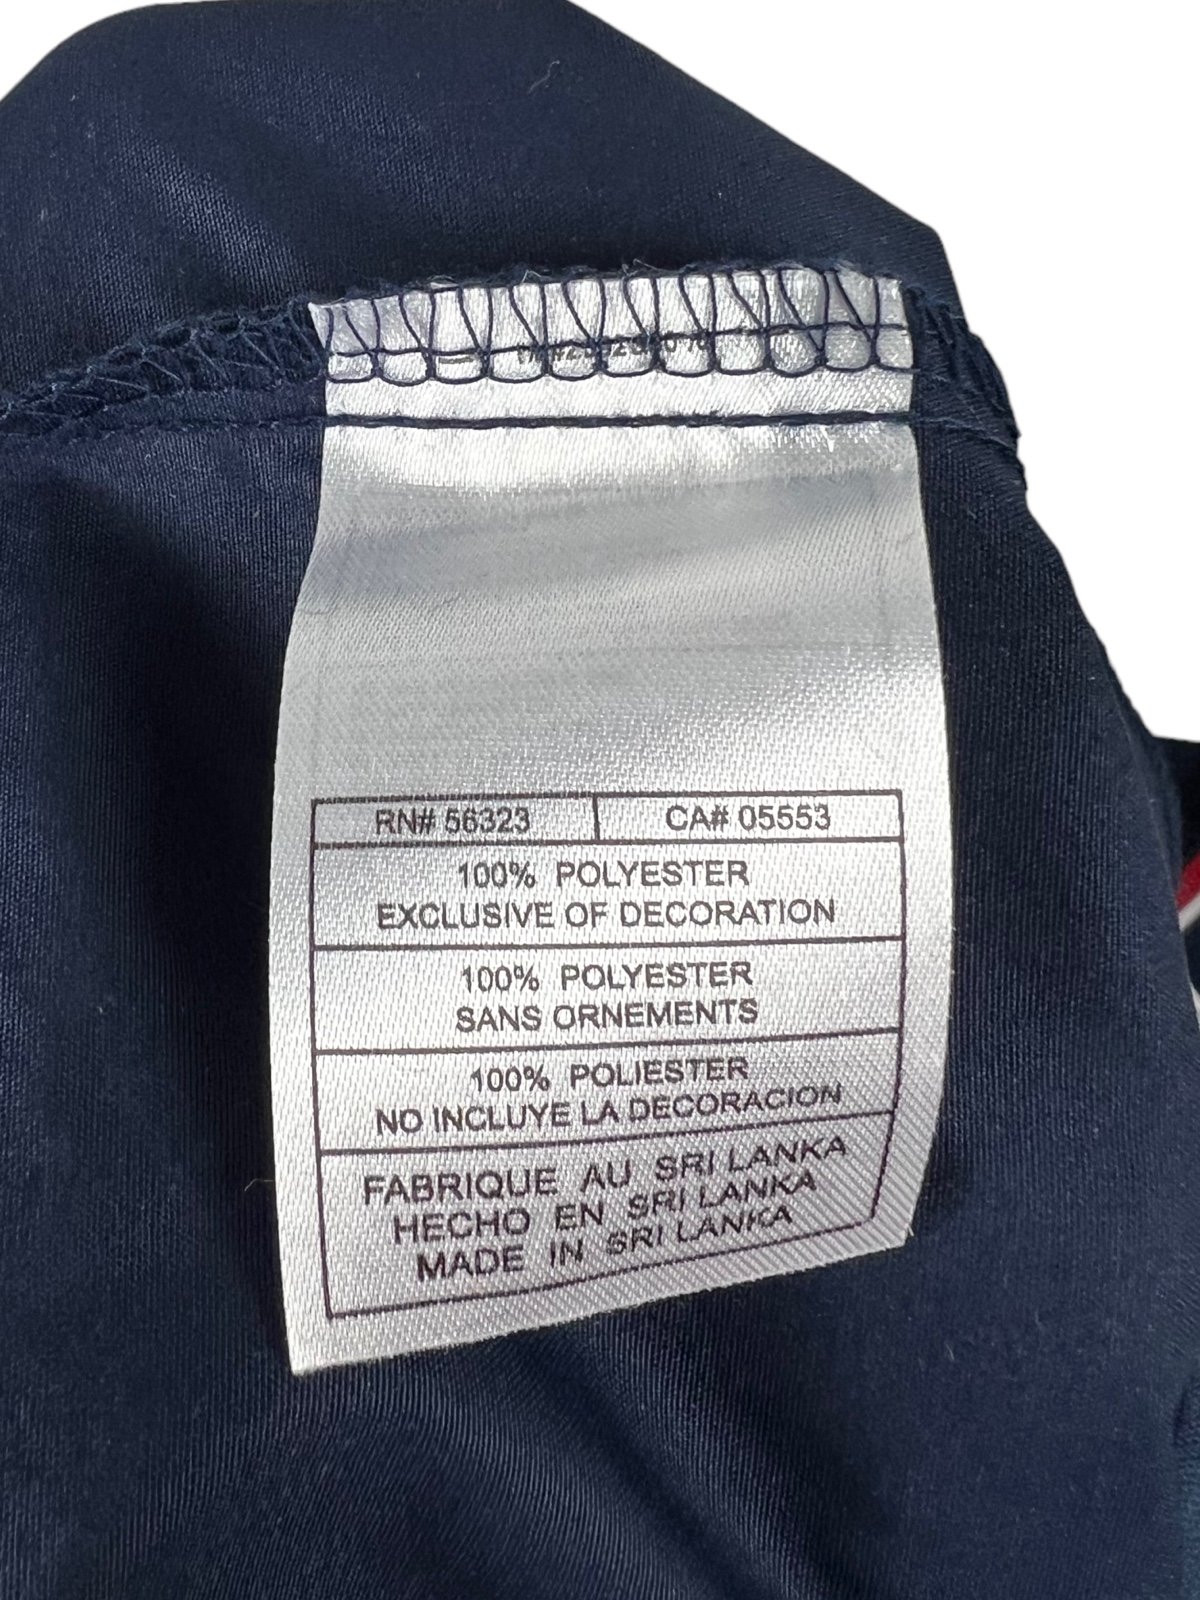 RN# 56323 CA# 05553
100% POLYESTER
EXCLUSIVE OF DECORATION
100% POLYESTER
SANS ORNEMENTS
100% POLIESTER
NO INCLUYE LA DECORACION
FABRIQUE AU SRI LANKA
HECHO EN SRI LANKA
MADE IN SRI LANKA